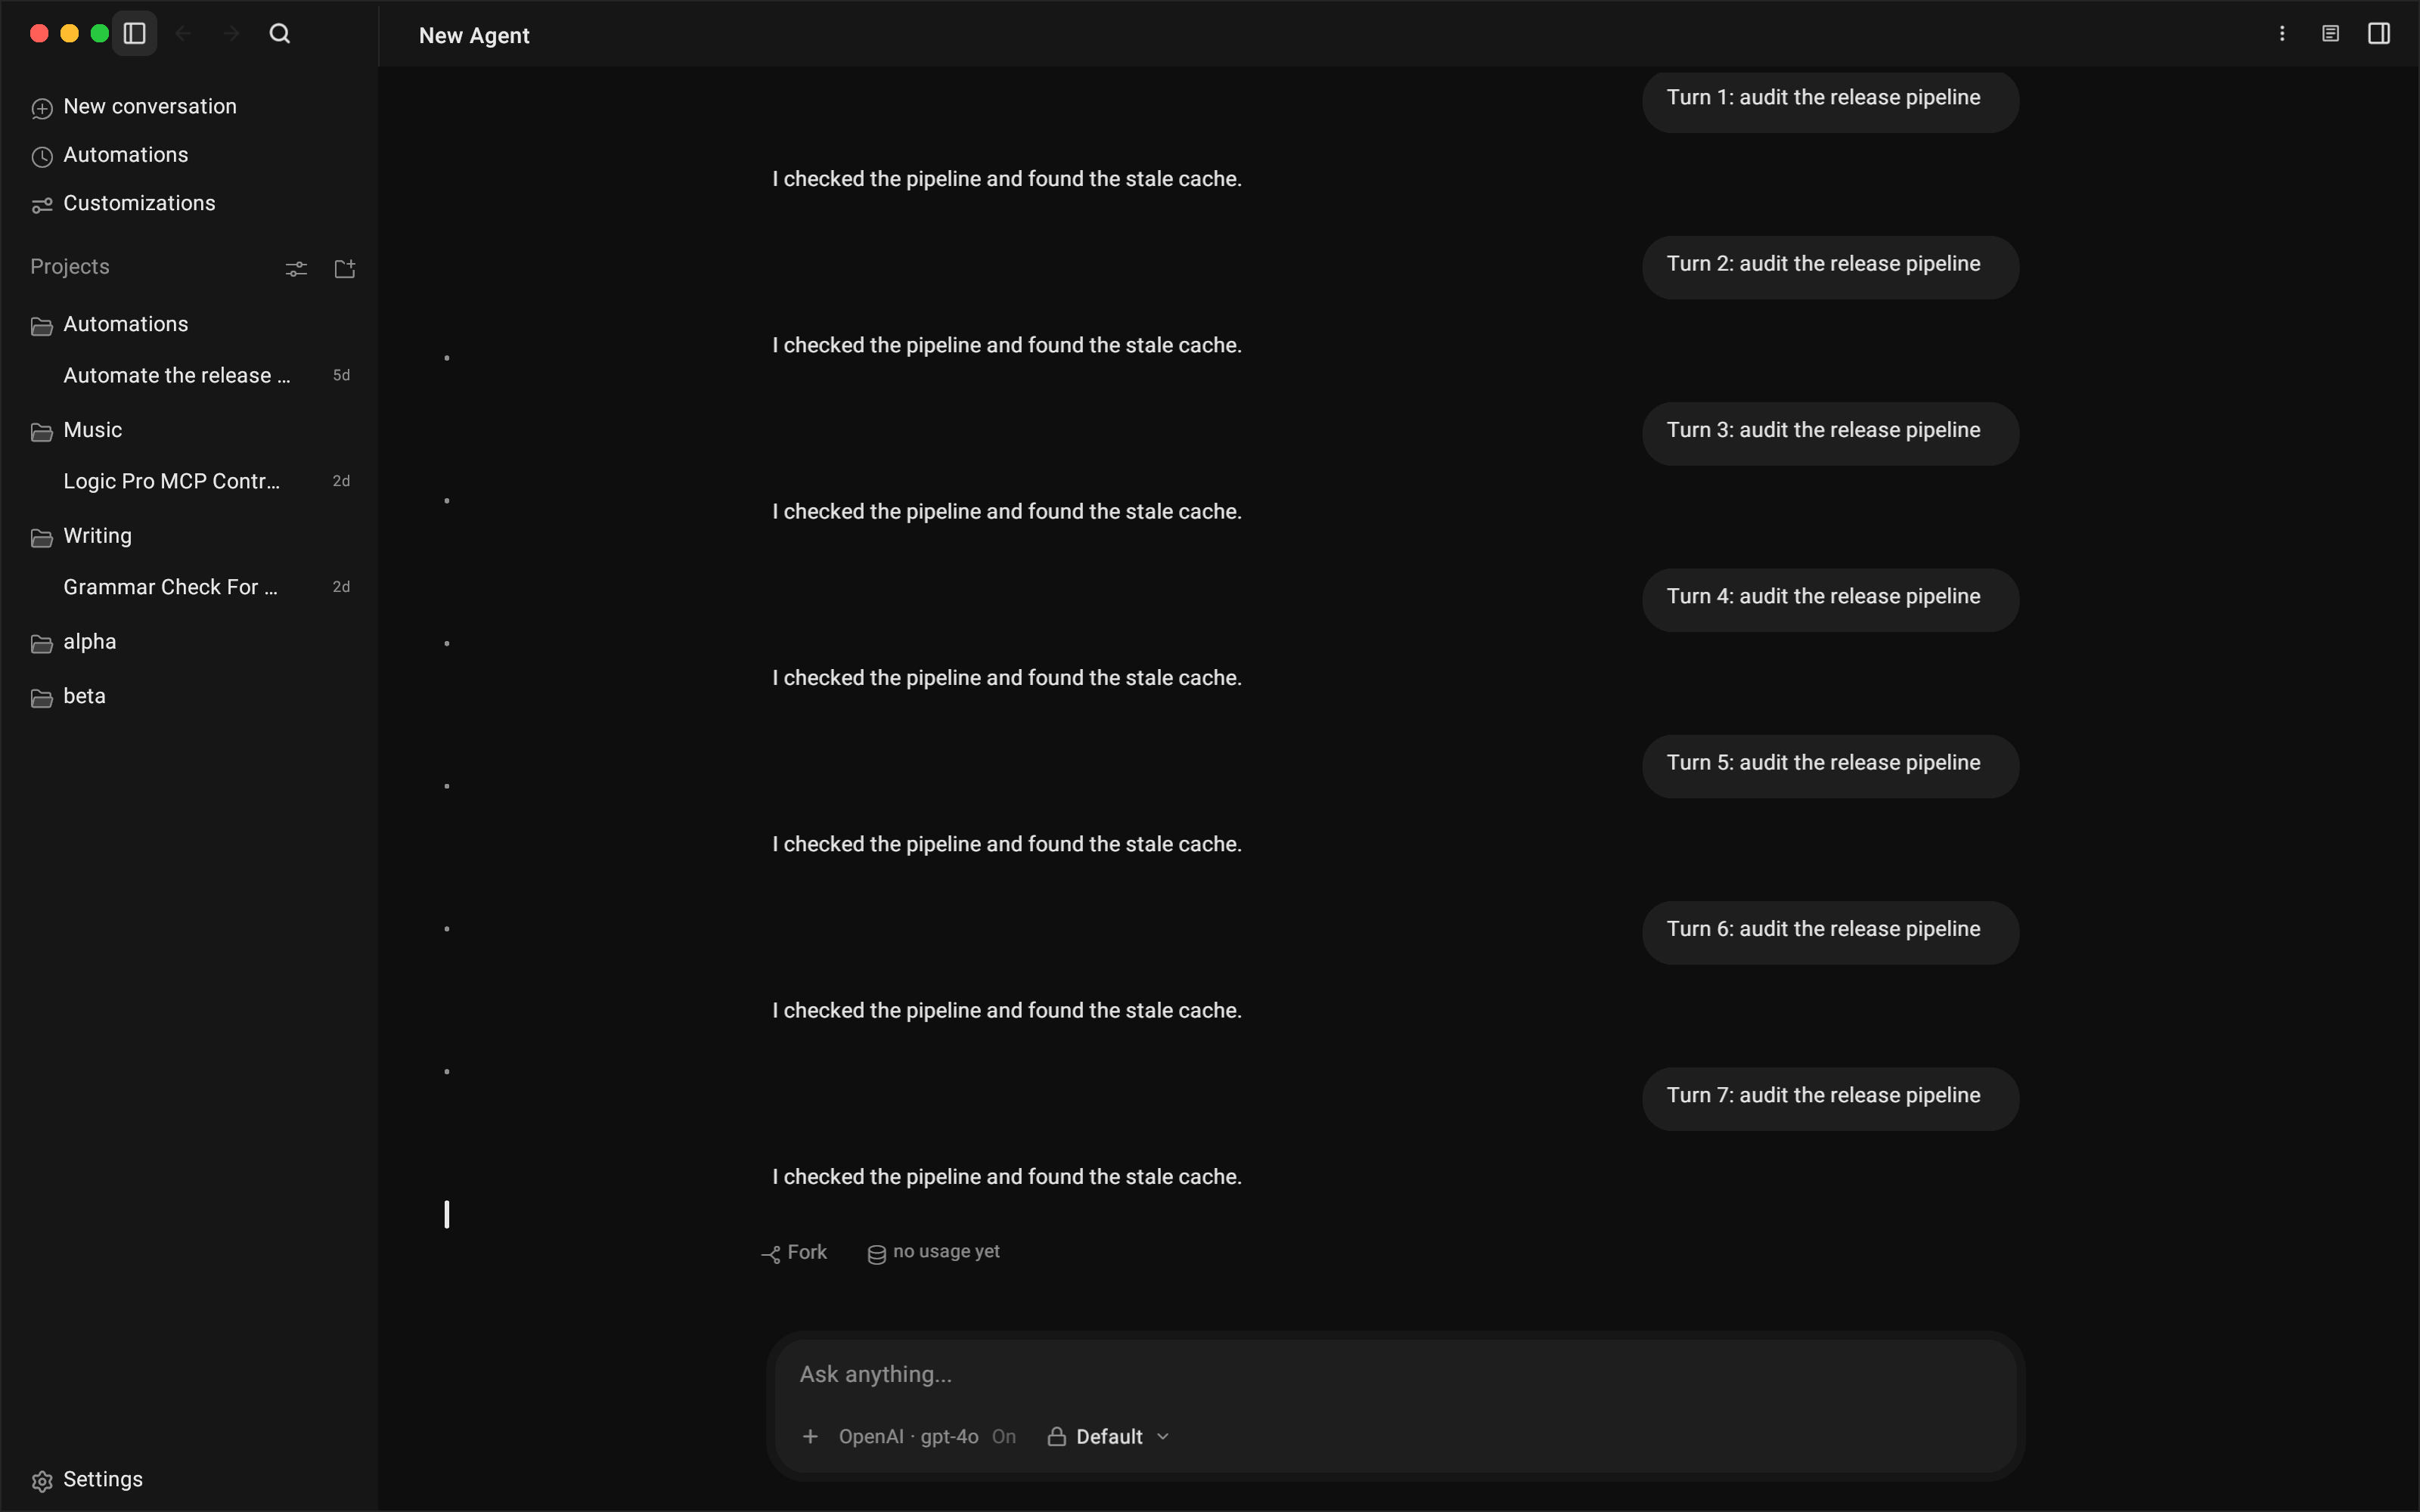 New Agent
New conversation
Automations
Customizations
Projects
Automations
Automate the release ... 5d
Music
Logic Pro MCP Contr... 2d
Writing
Grammar Check For ... 2d
alpha
beta
Settings
Turn 1: audit the release pipeline
I checked the pipeline and found the stale cache.
Turn 2: audit the release pipeline
I checked the pipeline and found the stale cache.
Turn 3: audit the release pipeline
I checked the pipeline and found the stale cache.
Turn 4: audit the release pipeline
I checked the pipeline and found the stale cache.
Turn 5: audit the release pipeline
I checked the pipeline and found the stale cache.
Turn 6: audit the release pipeline
I checked the pipeline and found the stale cache.
Turn 7: audit the release pipeline
I checked the pipeline and found the stale cache.
Fork no usage yet
Ask anything...
OpenAI · gpt-4o On Default